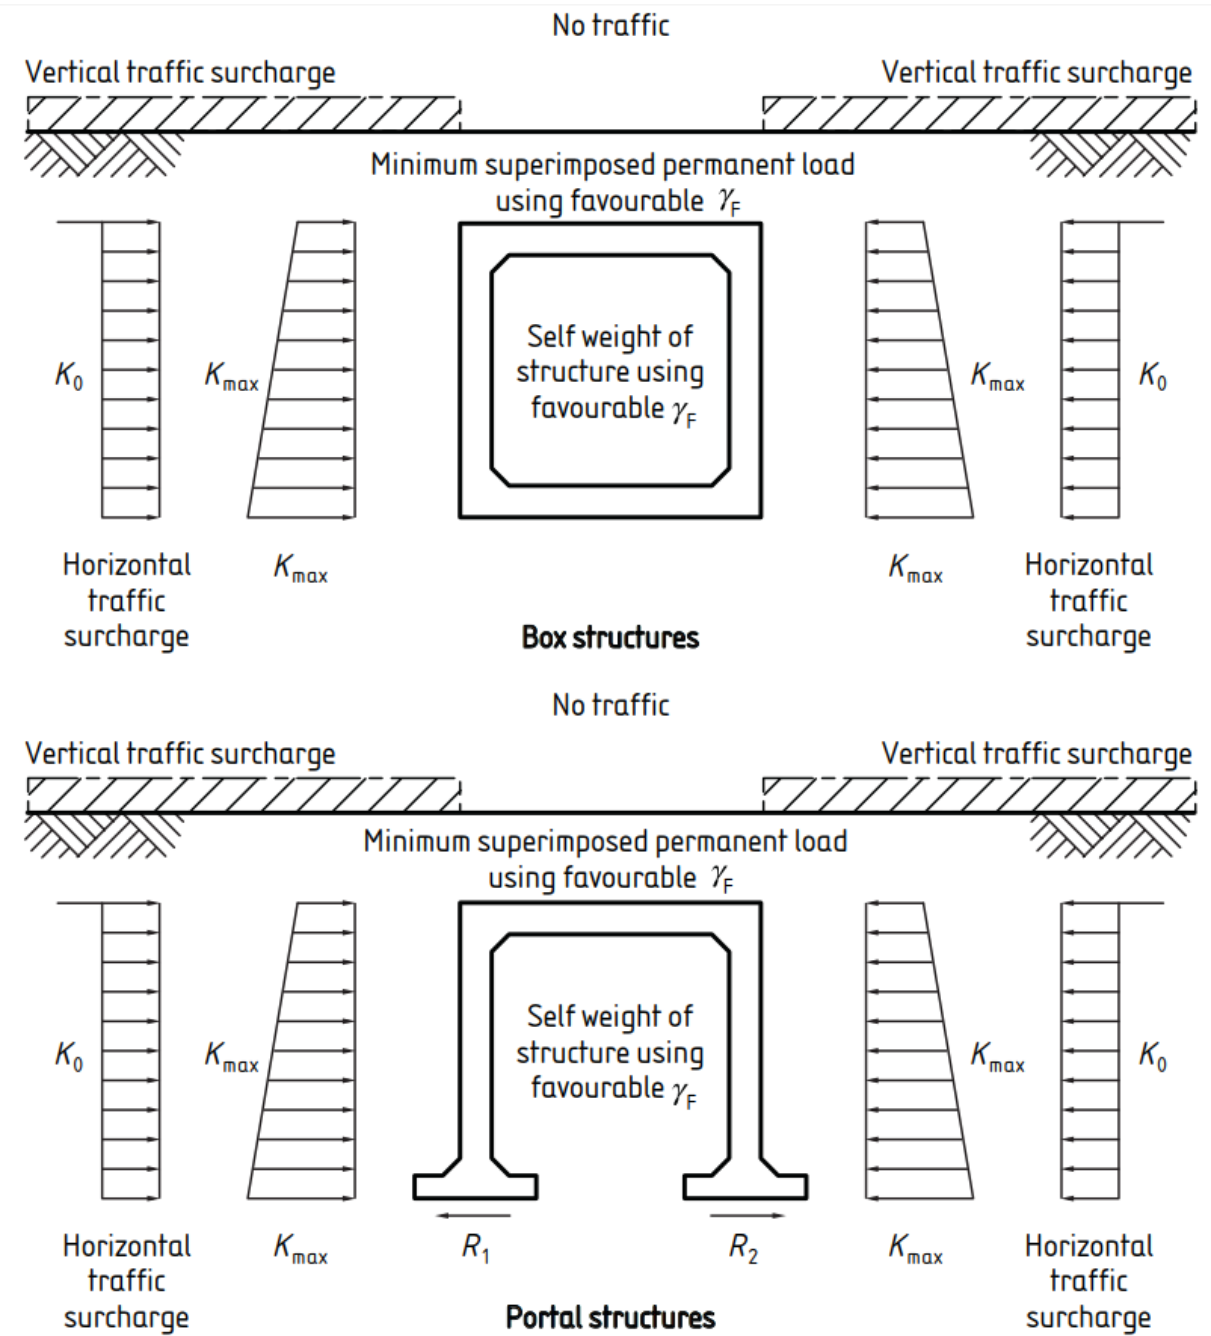 No traffic
Vertical traffic surcharge
Vertical traffic surcharge
Minimum superimposed permanent load
using favourable γF
K0
Kmax
Self weight of
structure using
favourable γF
Kmax
K0
Horizontal
traffic
surcharge
Kmax
Kmax
Horizontal
traffic
surcharge
Box structures
No traffic
Vertical traffic surcharge
Vertical traffic surcharge
Minimum superimposed permanent load
using favourable γF
K0
Kmax
Self weight of
structure using
favourable γF
Kmax
K0
Horizontal
traffic
surcharge
Kmax
R1
R2
Kmax
Horizontal
traffic
surcharge
Portal structures